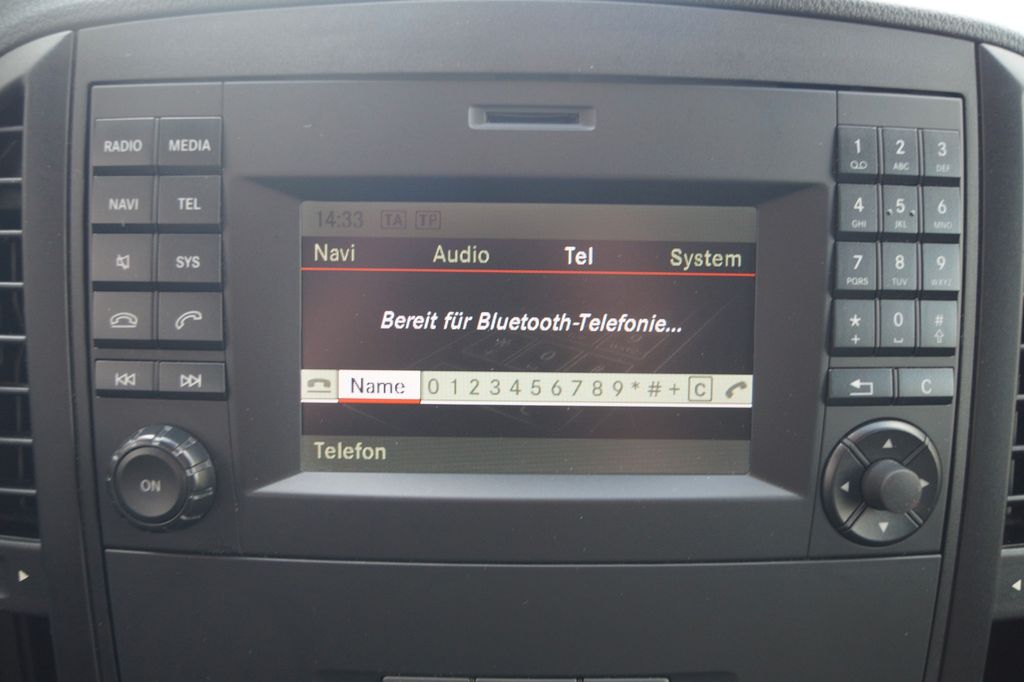 RADIO MEDIA
NAVI TEL
SYS
ON
14:33 TA TP
Navi Audio Tel System
Bereit für Bluetooth-Telefonie...
Name 0 1 2 3 4 5 6 7 8 9 * # + C
Telefon
1 2 3
ABC DEF
4 .5. 6
GHI JKL MNO
7 8 9
PQRS TUV WXYZ
* 0 #
+
C